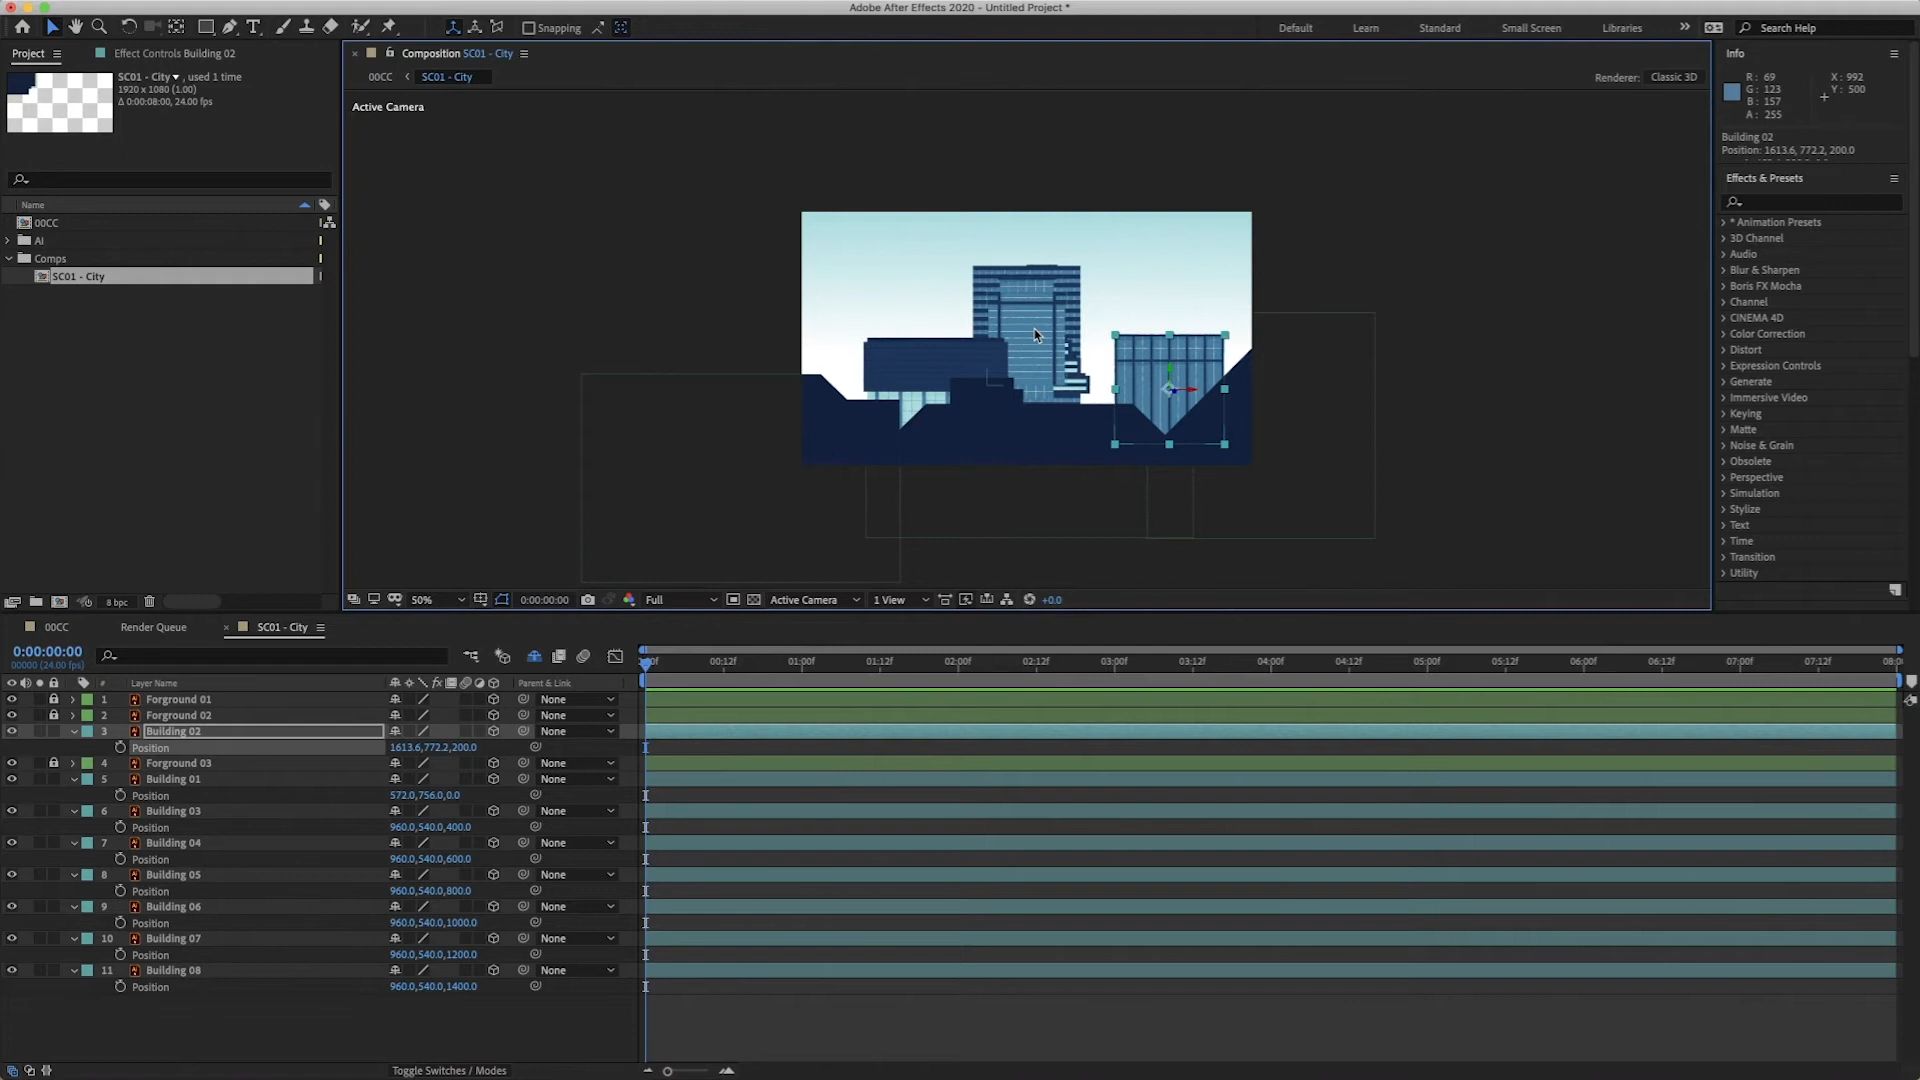 Adobe After Effects 2020 - Untitled Project *
Snapping
Default
Learn
Standard
Small Screen
Libraries
Search Help
Project
Effect Controls Building 02
SC01 - City , used 1 time
1920 x 1080 (1.00)
Δ 0:00:08:00, 24.00 fps
Name
00CC
AI
Comps
SC01 - City
8 bpc
Composition SC01 - City
00CC
SC01 - City
Renderer:
Classic 3D
Active Camera
50%
0:00:00:00
Full
Active Camera
1 View
+0.0
Info
R: 69
G: 123
B: 157
A: 255
X: 992
Y: 500
Building 02
Position: 1613.6, 772.2, 200.0
Effects & Presets
* Animation Presets
3D Channel
Audio
Blur & Sharpen
Boris FX Mocha
Channel
CINEMA 4D
Color Correction
Distort
Expression Controls
Generate
Immersive Video
Keying
Matte
Noise & Grain
Obsolete
Perspective
Simulation
Stylize
Text
Time
Transition
Utility
00CC
Render Queue
SC01 - City
0:00:00:00
00000 (24.00 fps)
00:12f 01:00f 01:12f 02:00f 02:12f 03:00f 03:12f 04:00f 04:12f 05:00f 05:12f 06:00f 06:12f 07:00f 07:12f
# Layer Name fx Parent & Link
1 Forground 01 None
2 Forground 02 None
3 Building 02 None
Position 1613.6,772.2,200.0
4 Forground 03 None
5 Building 01 None
Position 572.0,756.0,0.0
6 Building 03 None
Position 960.0,540.0,400.0
7 Building 04 None
Position 960.0,540.0,600.0
8 Building 05 None
Position 960.0,540.0,800.0
9 Building 06 None
Position 960.0,540.0,1000.0
10 Building 07 None
Position 960.0,540.0,1200.0
11 Building 08 None
Position 960.0,540.0,1400.0
Toggle Switches / Modes